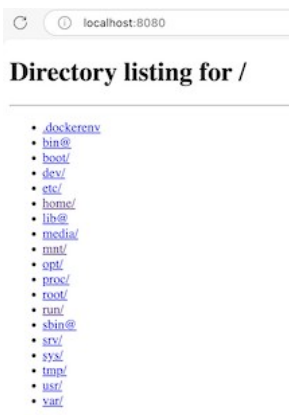 localhost:8080
Directory listing for /
.dockerenv
bin@
boot/
dev/
etc/
home/
lib@
media/
mnt/
opt/
proc/
root/
run/
sbin@
srv/
sys/
tmp/
usr/
var/